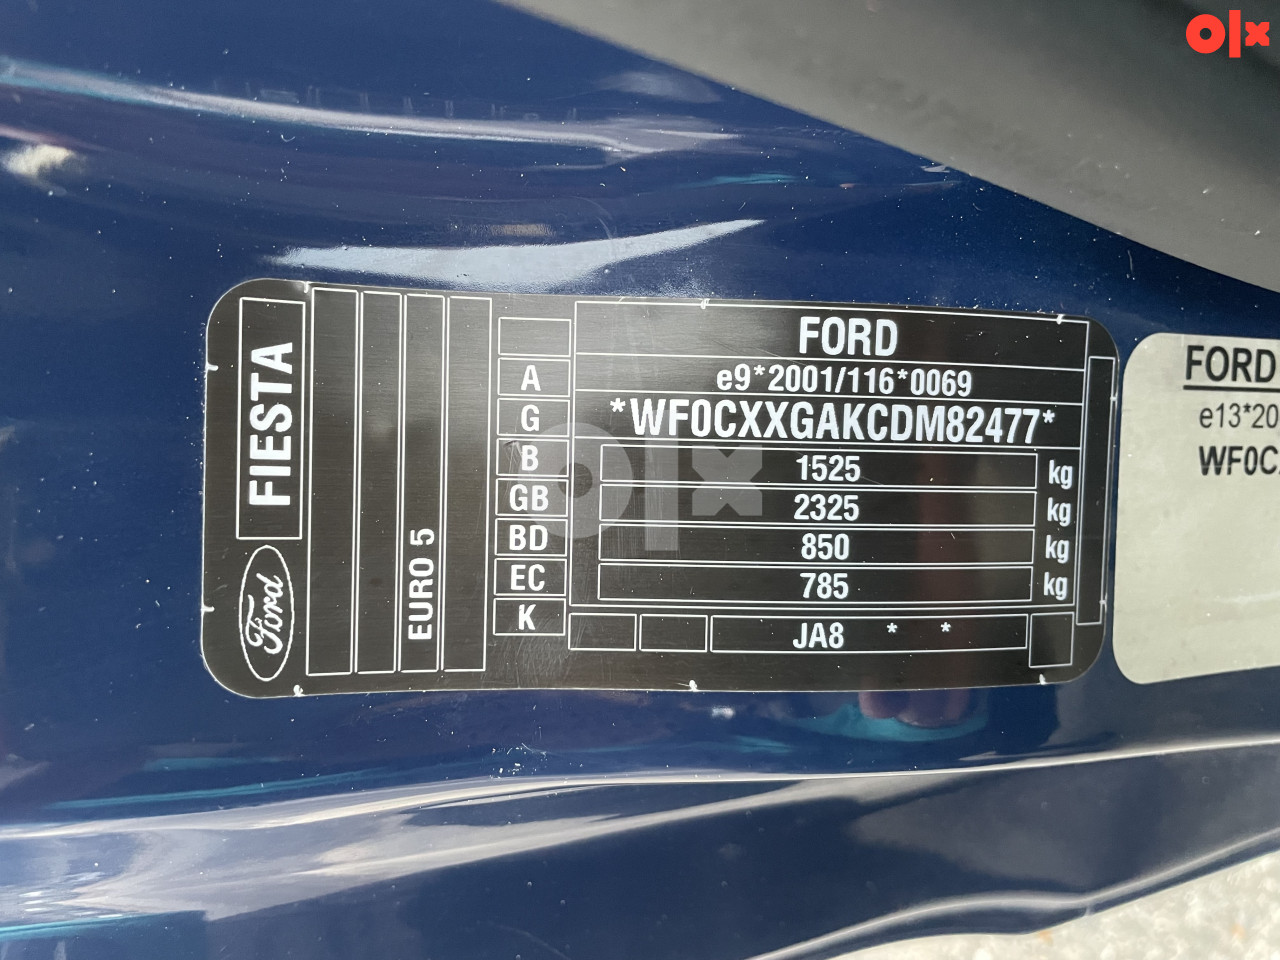 olx
FIESTA
Ford
EURO 5
FORD
A e9*2001/116*0069
G *WF0CXXGAKCDM82477*
B 1525 kg
GB 2325 kg
BD 850 kg
EC 785 kg
K JA8 * *
olx
FORD
e13*20
WF0C